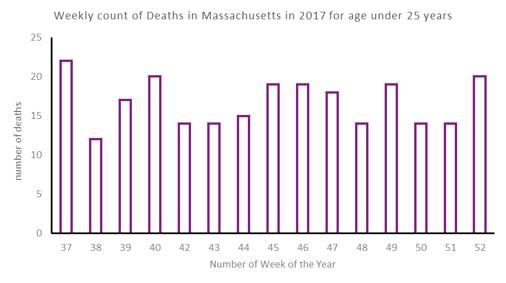 Weekly count of Deaths in Massachusetts in 2017 for age under 25 years
25
20
15
10
5
0
number of deaths
37 38 39 40 42 43 44 45 46 47 48 49 50 51 52
Number of Week of the Year